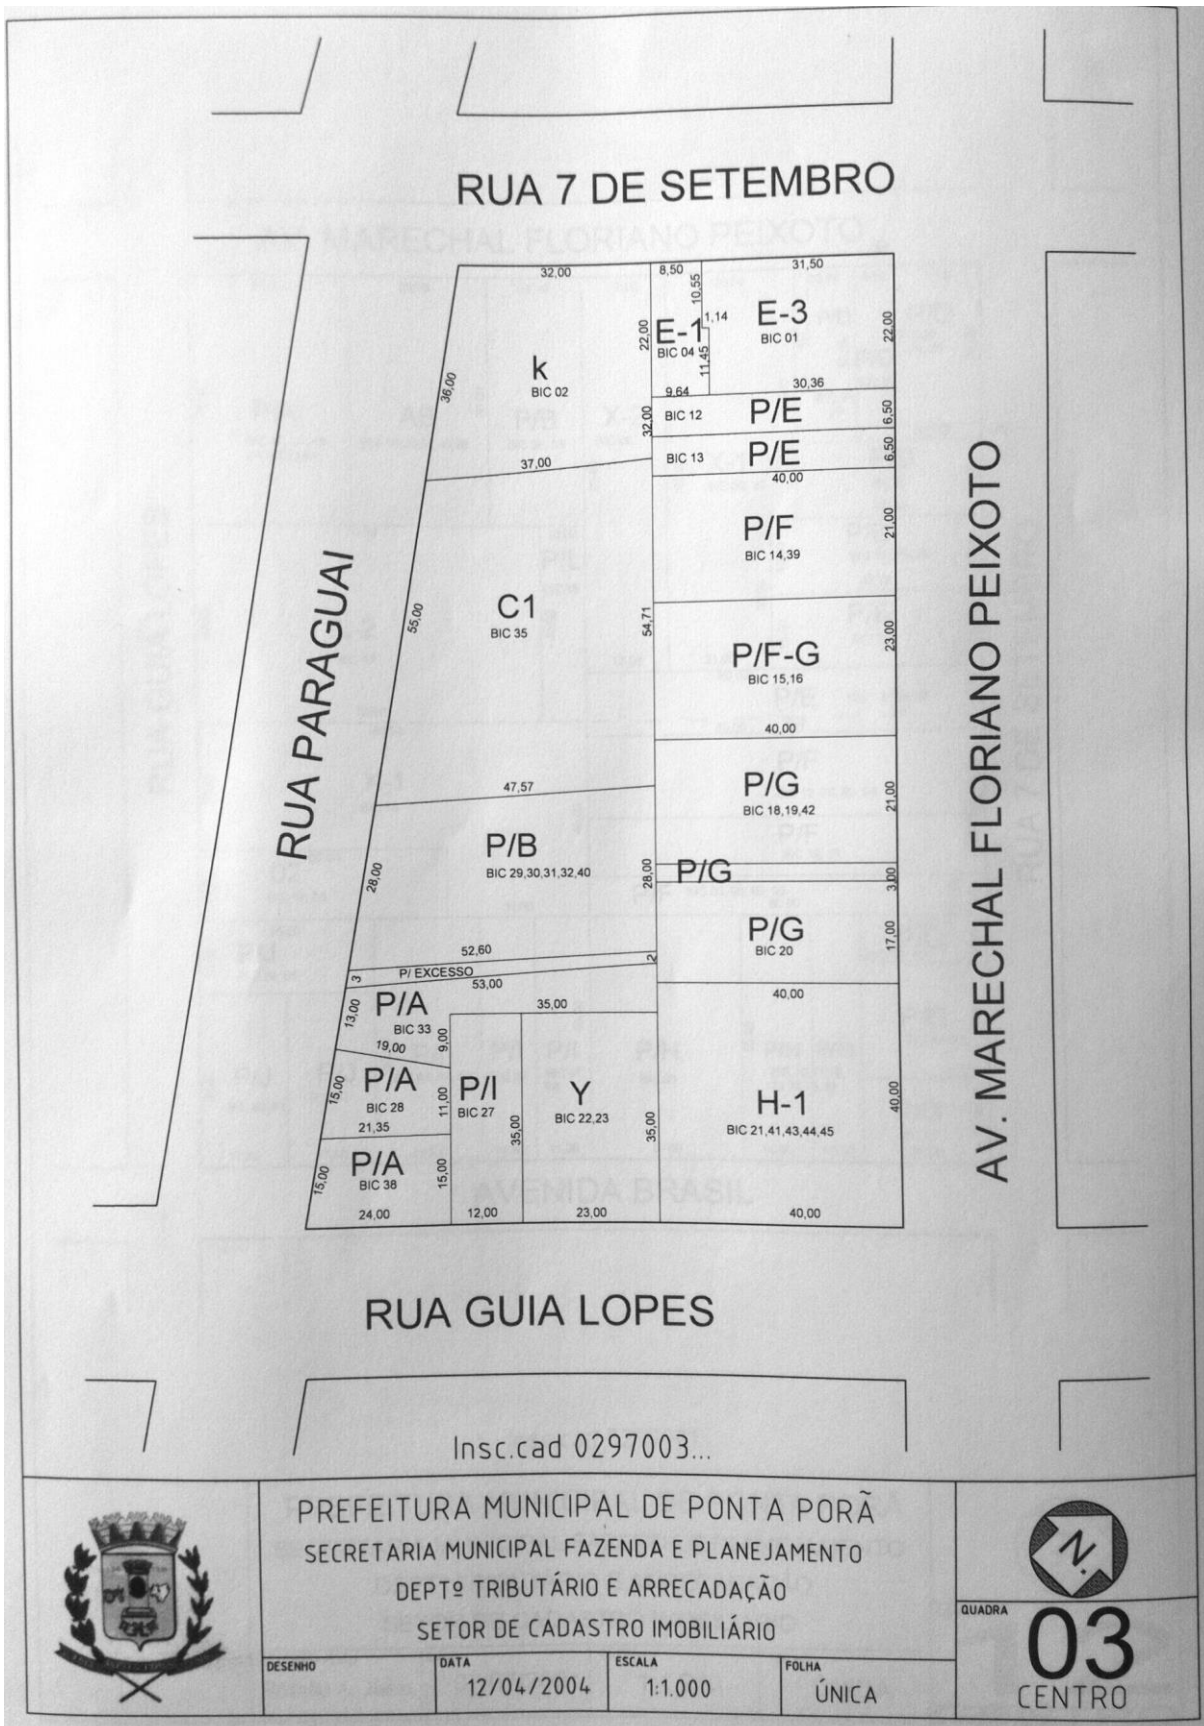 RUA 7 DE SETEMBRO
32,00
8,50
31,50
10,55
1,14
22,00
E-1
BIC 04
11,45
E-3
BIC 01
22,00
k
BIC 02
36,00
9,64
30,36
32,00
BIC 12
P/E
6,50
BIC 13
P/E
6,50
37,00
40,00
P/F
BIC 14,39
21,00
RUA PARAGUAI
55,00
C1
BIC 35
54,71
P/F-G
BIC 15,16
23,00
40,00
AV. MARECHAL FLORIANO PEIXOTO
47,57
P/G
BIC 18,19,42
21,00
P/B
BIC 29,30,31,32,40
28,00
28,00
P/G
3,00
P/G
BIC 20
17,00
52,60
2
3
P/ EXCESSO
53,00
40,00
13,00
P/A
BIC 33
35,00
19,00
9,00
15,00
P/A
BIC 28
11,00
21,35
P/I
BIC 27
35,00
Y
BIC 22,23
35,00
H-1
BIC 21,41,43,44,45
40,00
15,00
P/A
BIC 38
15,00
24,00
12,00
23,00
40,00
RUA GUIA LOPES
Insc.cad 0297003...
PREFEITURA MUNICIPAL DE PONTA PORÃ
SECRETARIA MUNICIPAL FAZENDA E PLANEJAMENTO
DEPTº TRIBUTÁRIO E ARRECADAÇÃO
SETOR DE CADASTRO IMOBILIÁRIO
DESENHO
DATA
12/04/2004
ESCALA
1:1.000
FOLHA
ÚNICA
N.
QUADRA
03
CENTRO